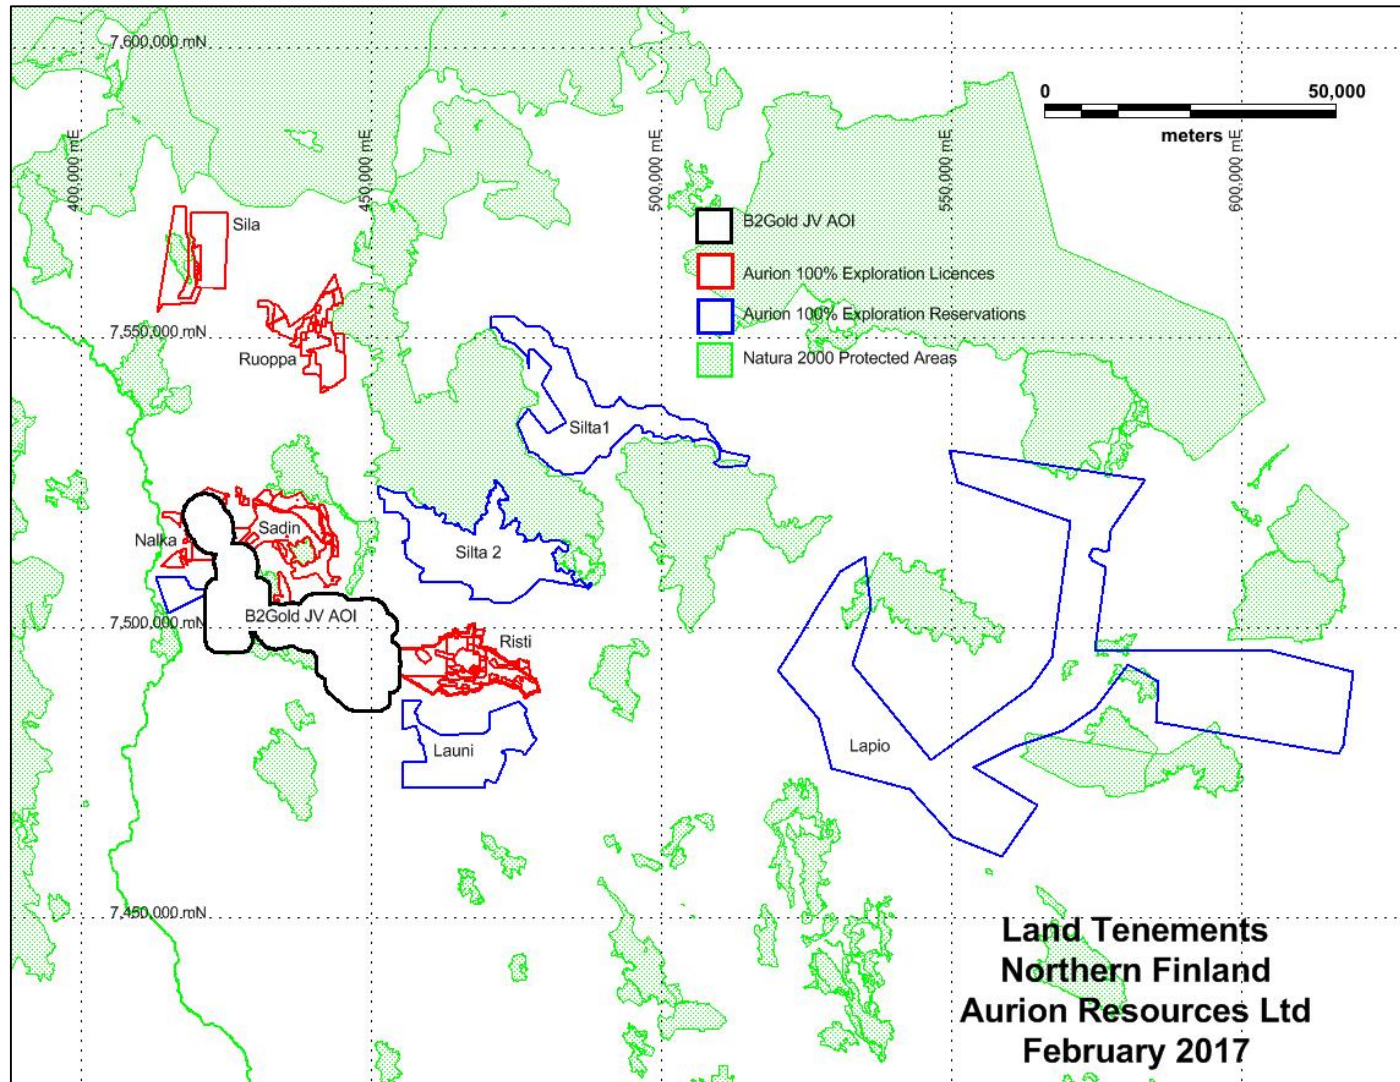 7,600,000 mN
0 50,000
meters
400,000 mE
450,000 mE
500,000 mE
550,000 mE
600,000 mE
Sila
B2Gold JV AOI
Aurion 100% Exploration Licences
Aurion 100% Exploration Reservations
Natura 2000 Protected Areas
7,550,000 mN
Ruoppa
Silta1
Sadin
Nalka
Silta 2
B2Gold JV AOI
7,500,000 mN
Risti
Launi
Lapio
7,450,000 mN
Land Tenements
Northern Finland
Aurion Resources Ltd
February 2017